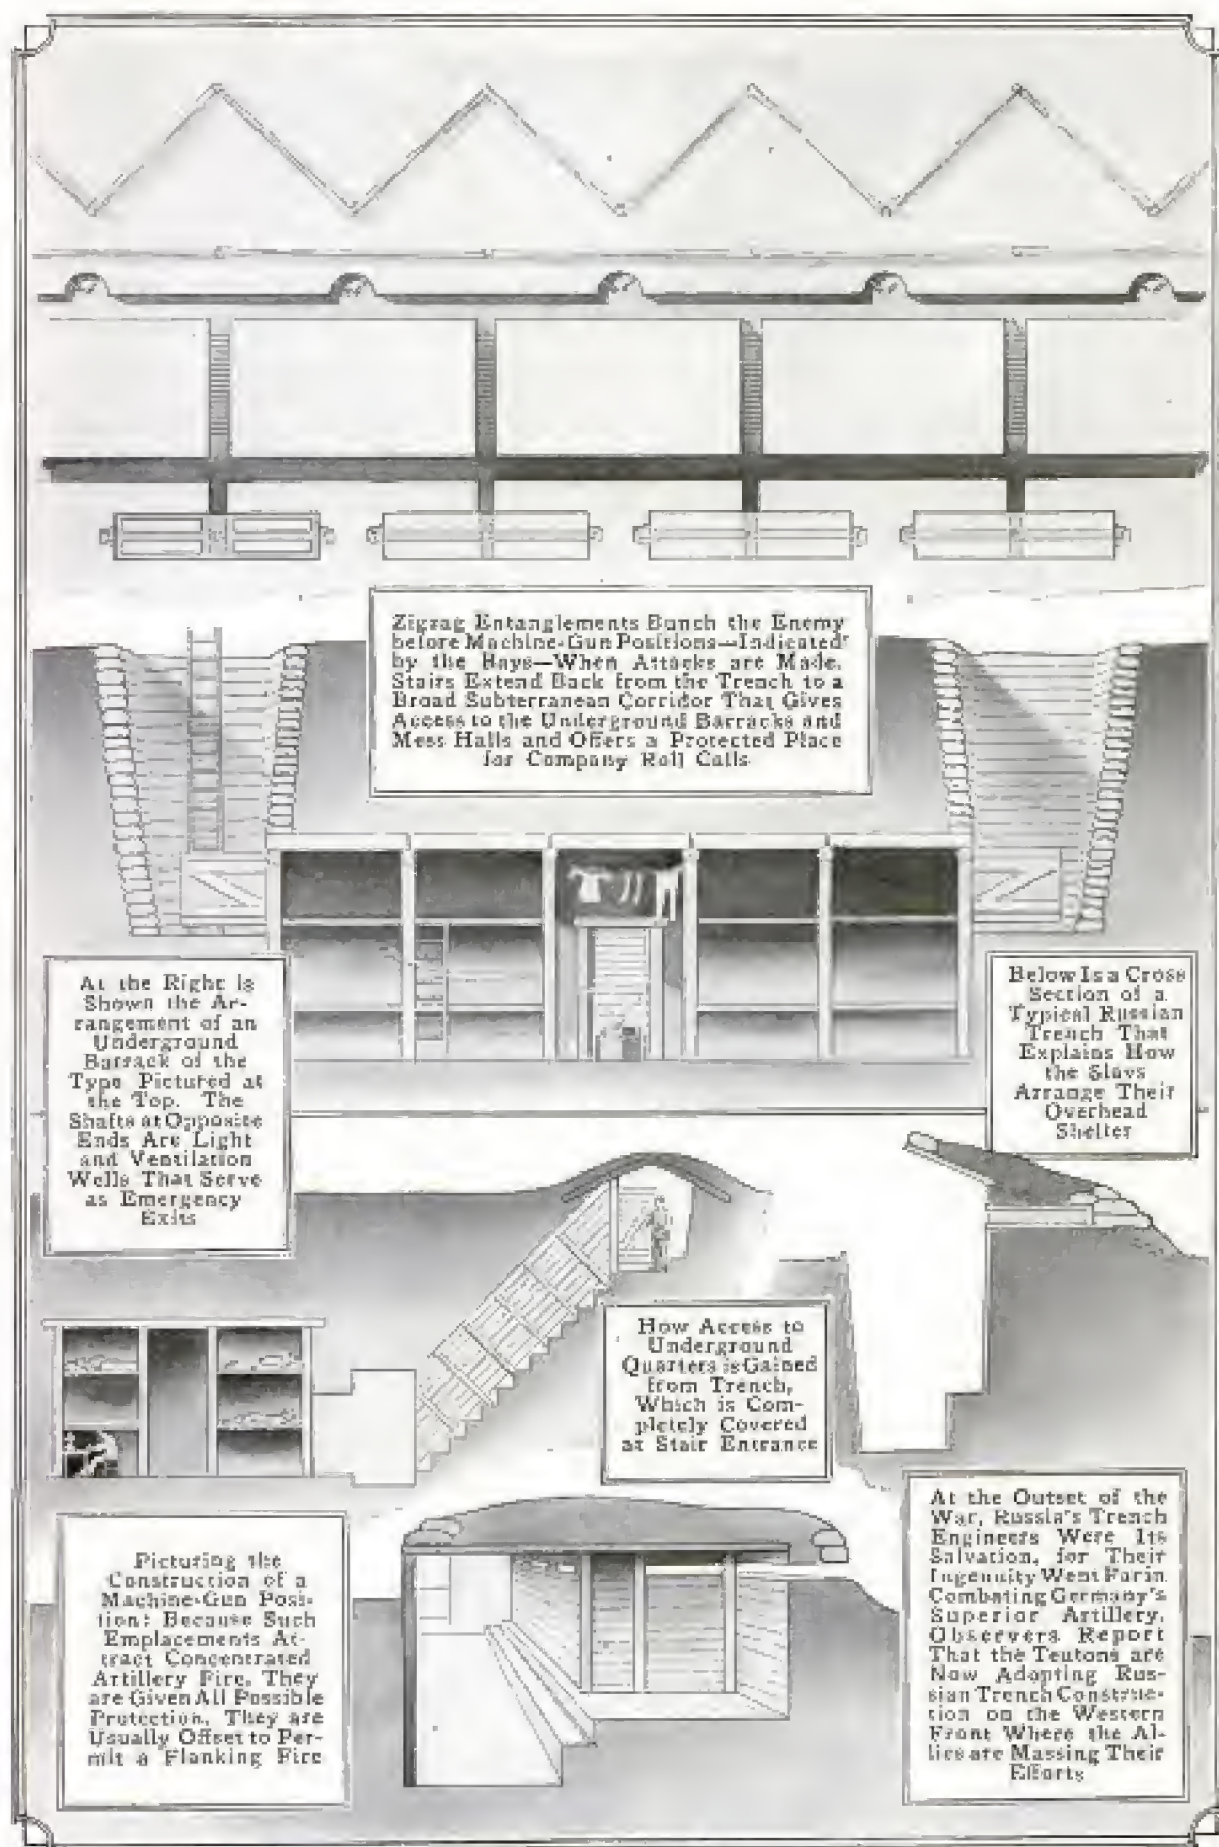 Zigzag Entanglements Bunch the Enemy
before Machine-Gun Positions—Indicated
by the Bays—When Attacks are Made.
Stairs Extend Back from the Trench to a
Broad Subterranean Corridor That Gives
Access to the Underground Barracks and
Mess Halls and Offers a Protected Place
for Company Roll Calls
At the Right is
Shown the Ar-
rangement of an
Underground
Barrack of the
Type Pictured at
the Top. The
Shafts at Opposite
Ends Are Light
and Ventilation
Wells That Serve
as Emergency
Exits
Below Is a Cross
Section of a
Typical Russian
Trench That
Explains How
the Slavs
Arrange Their
Overhead
Shelter
How Access to
Underground
Quarters is Gained
from Trench,
Which is Com-
pletely Covered
at Stair Entrance
Picturing the
Construction of a
Machine-Gun Posi-
tion: Because Such
Emplacements At-
tract Concentrated
Artillery Fire, They
are Given All Possible
Protection. They are
Usually Offset to Per-
mit a Flanking Fire
At the Outset of the
War, Russia's Trench
Engineers Were Its
Salvation, for Their
Ingenuity Went Far in
Combating Germany's
Superior Artillery.
Observers Report
That the Teutons are
Now Adopting Rus-
sian Trench Construc-
tion on the Western
Front Where the Al-
lies are Massing Their
Efforts